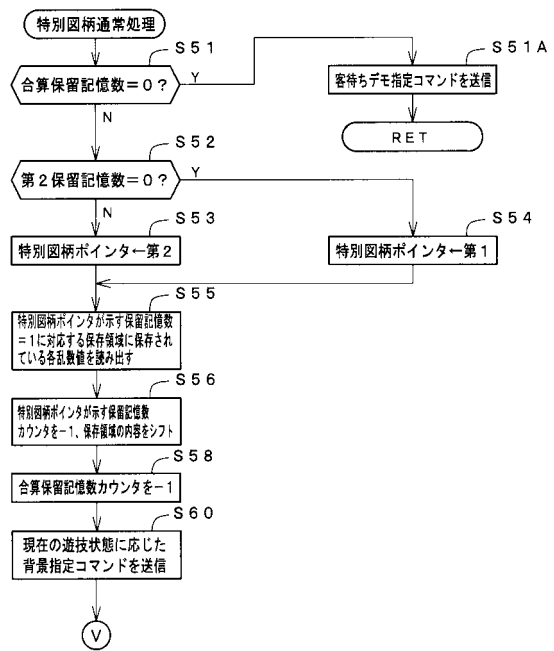 特別図柄通常処理
S51
合算保留記憶数=0?
Y
N
S51A
客待ちデモ指定コマンドを送信
RET
S52
第2保留記憶数=0?
Y
N
S53
特別図柄ポインタ←第2
S54
特別図柄ポインタ←第1
S55
特別図柄ポインタが示す保留記憶数
=1に対応する保存領域に保存され
ている各乱数値を読み出す
S56
特別図柄ポインタが示す保留記憶数
カウンタを-1、保存領域の内容をシフト
S58
合算保留記憶数カウンタを-1
S60
現在の遊技状態に応じた
背景指定コマンドを送信
V